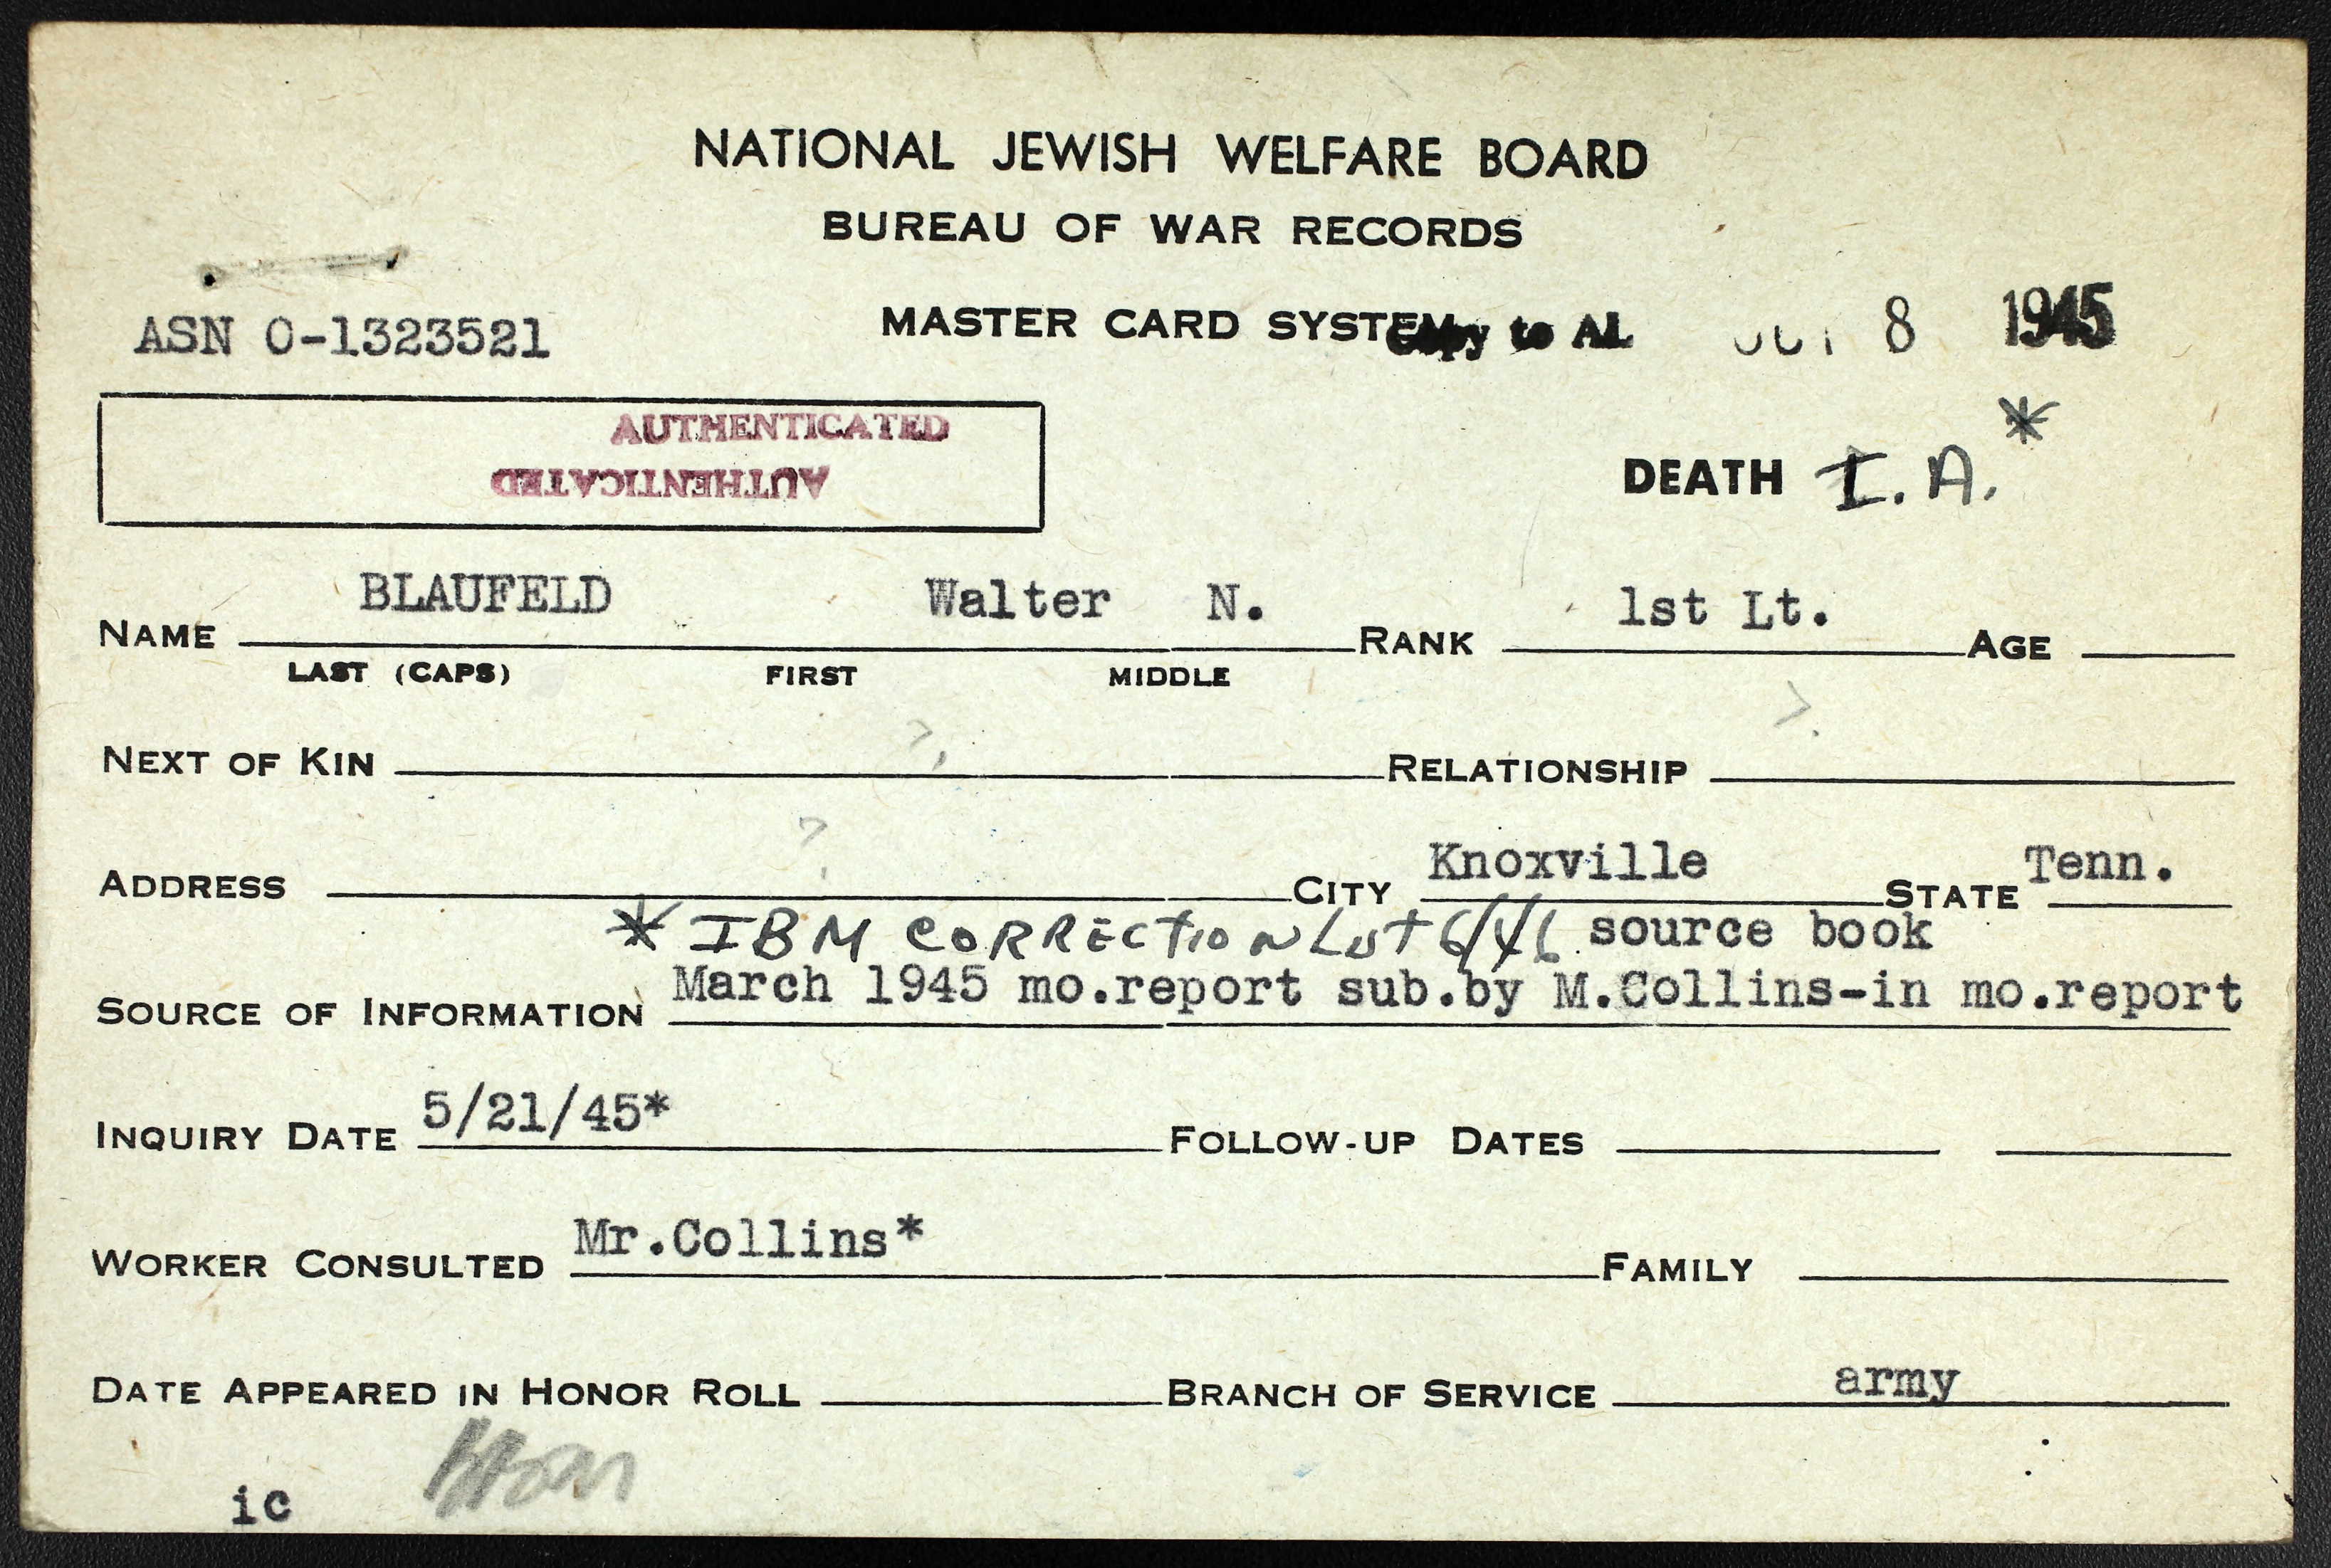 NATIONAL JEWISH WELFARE BOARD
BUREAU OF WAR RECORDS
ASN O-1323521 MASTER CARD SYSTEM Copy to AL OCT 8 1945
AUTHENTICATED
AUTHENTICATED
DEATH I.A.*
NAME BLAUFELD Walter N. RANK 1st Lt. AGE
LAST (CAPS) FIRST MIDDLE
NEXT OF KIN ?. RELATIONSHIP ?.
ADDRESS ? CITY Knoxville STATE Tenn.
* IBM CORRECTION List source book
SOURCE OF INFORMATION March 1945 mo.report sub.by M.Collins-in mo.report
INQUIRY DATE 5/21/45* FOLLOW-UP DATES
WORKER CONSULTED Mr.Collins* FAMILY
DATE APPEARED IN HONOR ROLL BRANCH OF SERVICE army
ic